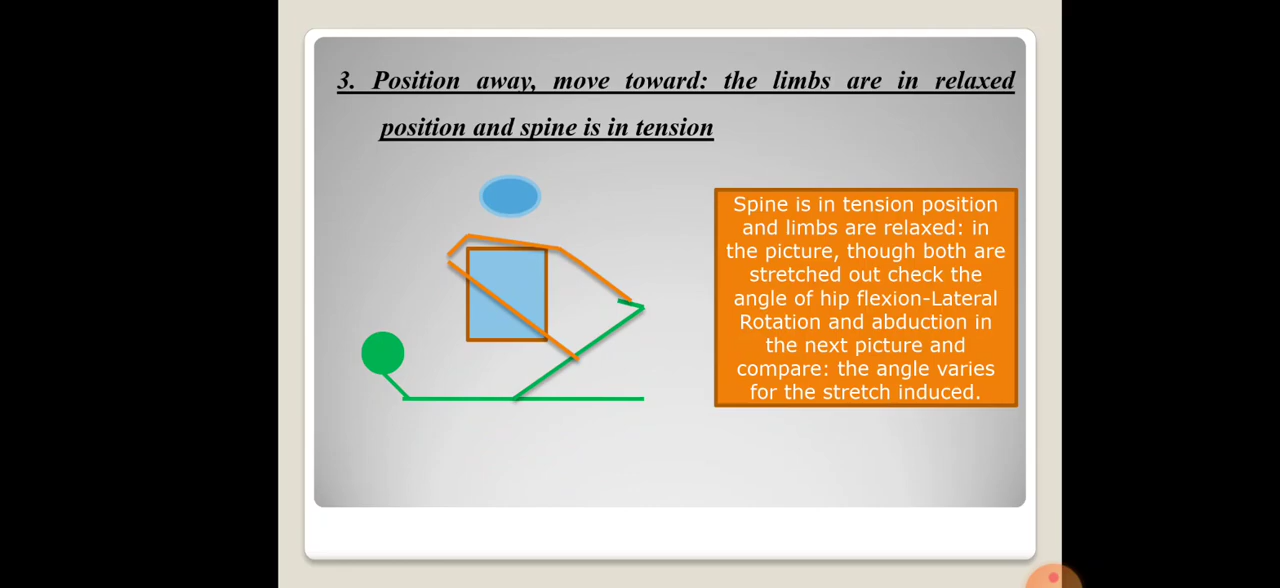 3. Position away, move toward: the limbs are in relaxed
position and spine is in tension
Spine is in tension position
and limbs are relaxed: in
the picture, though both are
stretched out check the
angle of hip flexion-Lateral
Rotation and abduction in
the next picture and
compare: the angle varies
for the stretch induced.